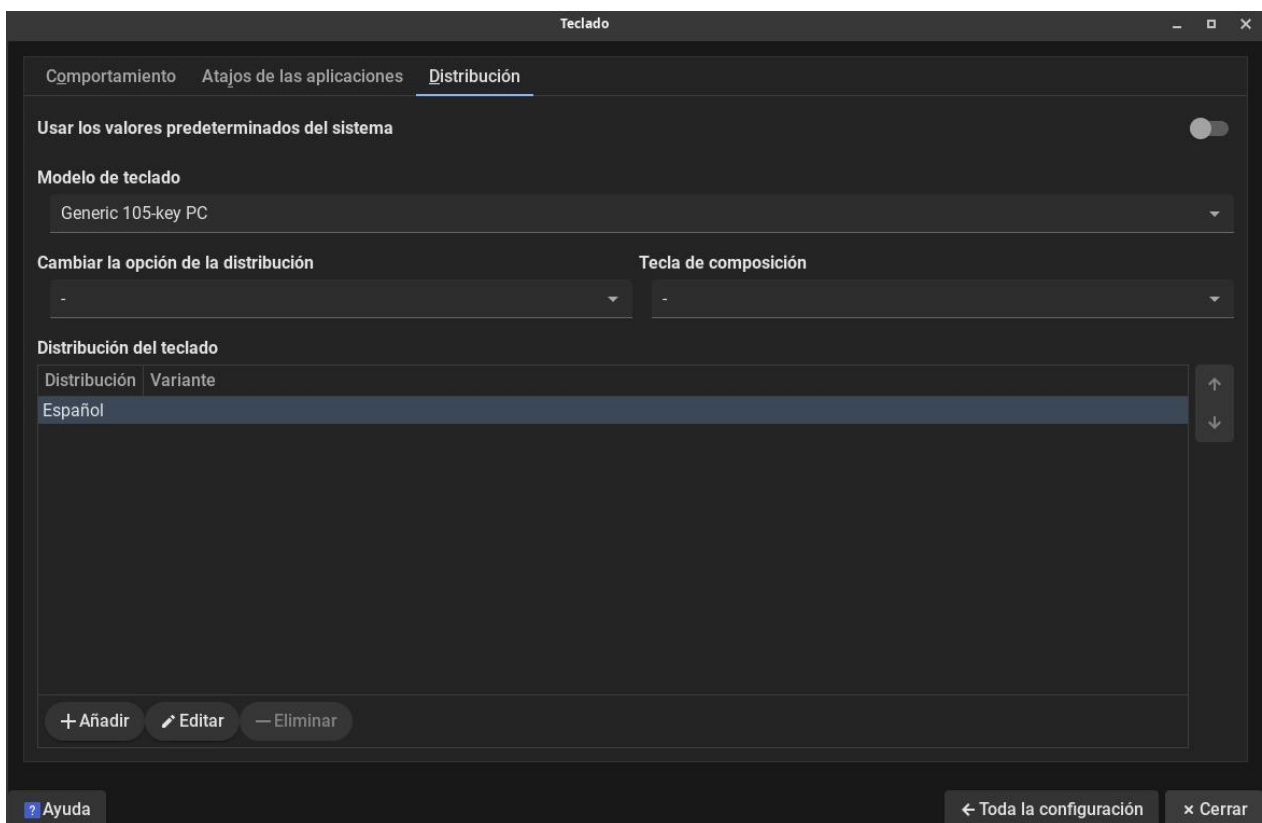 Teclado
Comportamiento Atajos de las aplicaciones Distribución
Usar los valores predeterminados del sistema
Modelo de teclado
Generic 105-key PC
Cambiar la opción de la distribución Tecla de composición
- -
Distribución del teclado
Distribución Variante
Español
+ Añadir Editar — Eliminar
? Ayuda ← Toda la configuración × Cerrar